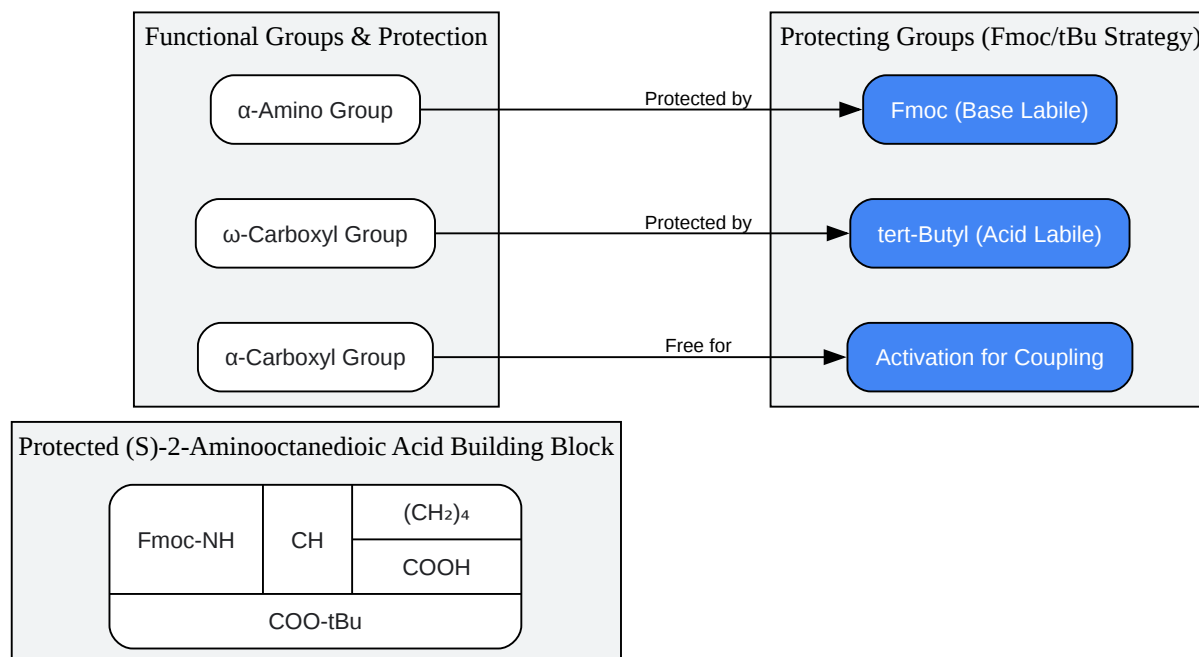 Functional Groups & Protection
α-Amino Group
ω-Carboxyl Group
α-Carboxyl Group
Protected by
Protected by
Free for
Protecting Groups (Fmoc/tBu Strategy)
Fmoc (Base Labile)
tert-Butyl (Acid Labile)
Activation for Coupling
Protected (S)-2-Aminooctanedioic Acid Building Block
Fmoc-NH
CH
(CH₂)₄
COOH
COO-tBu